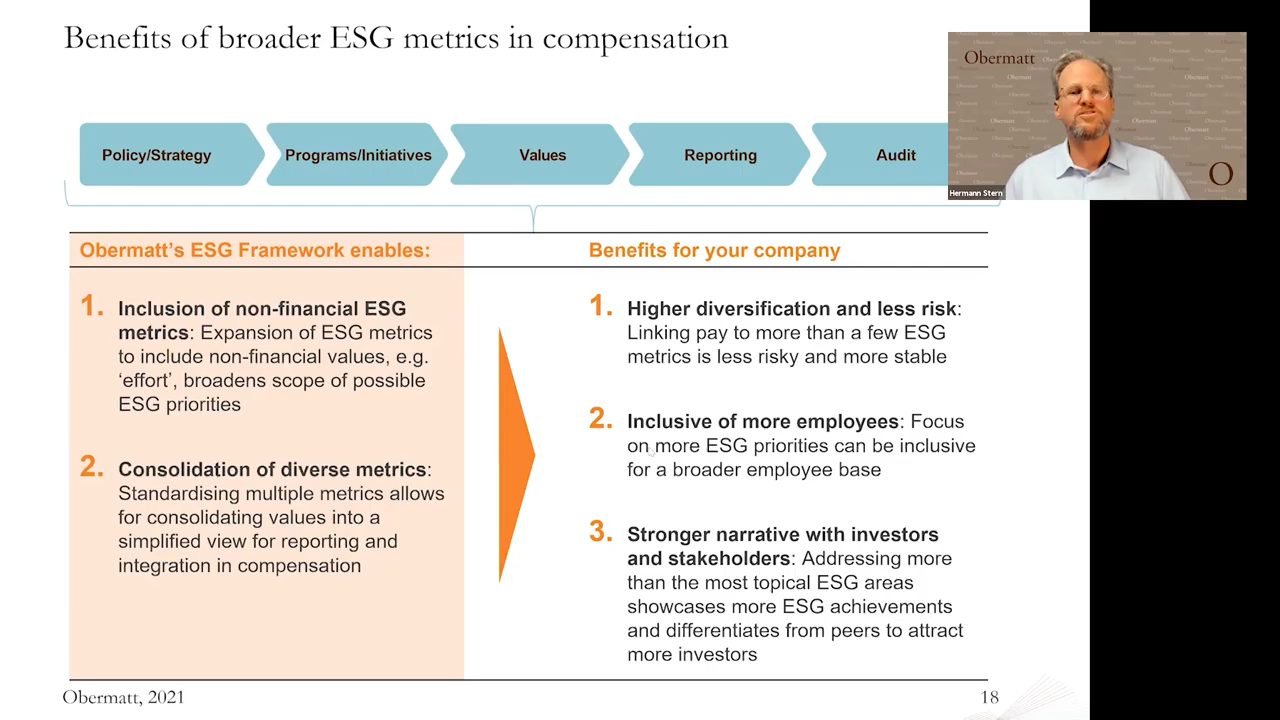 Benefits of broader ESG metrics in compensation
Obermatt
Policy/Strategy
Programs/Initiatives
Values
Reporting
Audit
O
Hermann Stern
Obermatt’s ESG Framework enables:
1. Inclusion of non-financial ESG
metrics: Expansion of ESG metrics
to include non-financial values, e.g.
‘effort’, broadens scope of possible
ESG priorities
2. Consolidation of diverse metrics:
Standardising multiple metrics allows
for consolidating values into a
simplified view for reporting and
integration in compensation
Benefits for your company
1. Higher diversification and less risk:
Linking pay to more than a few ESG
metrics is less risky and more stable
2. Inclusive of more employees: Focus
on more ESG priorities can be inclusive
for a broader employee base
3. Stronger narrative with investors
and stakeholders: Addressing more
than the most topical ESG areas
showcases more ESG achievements
and differentiates from peers to attract
more investors
Obermatt, 2021
18